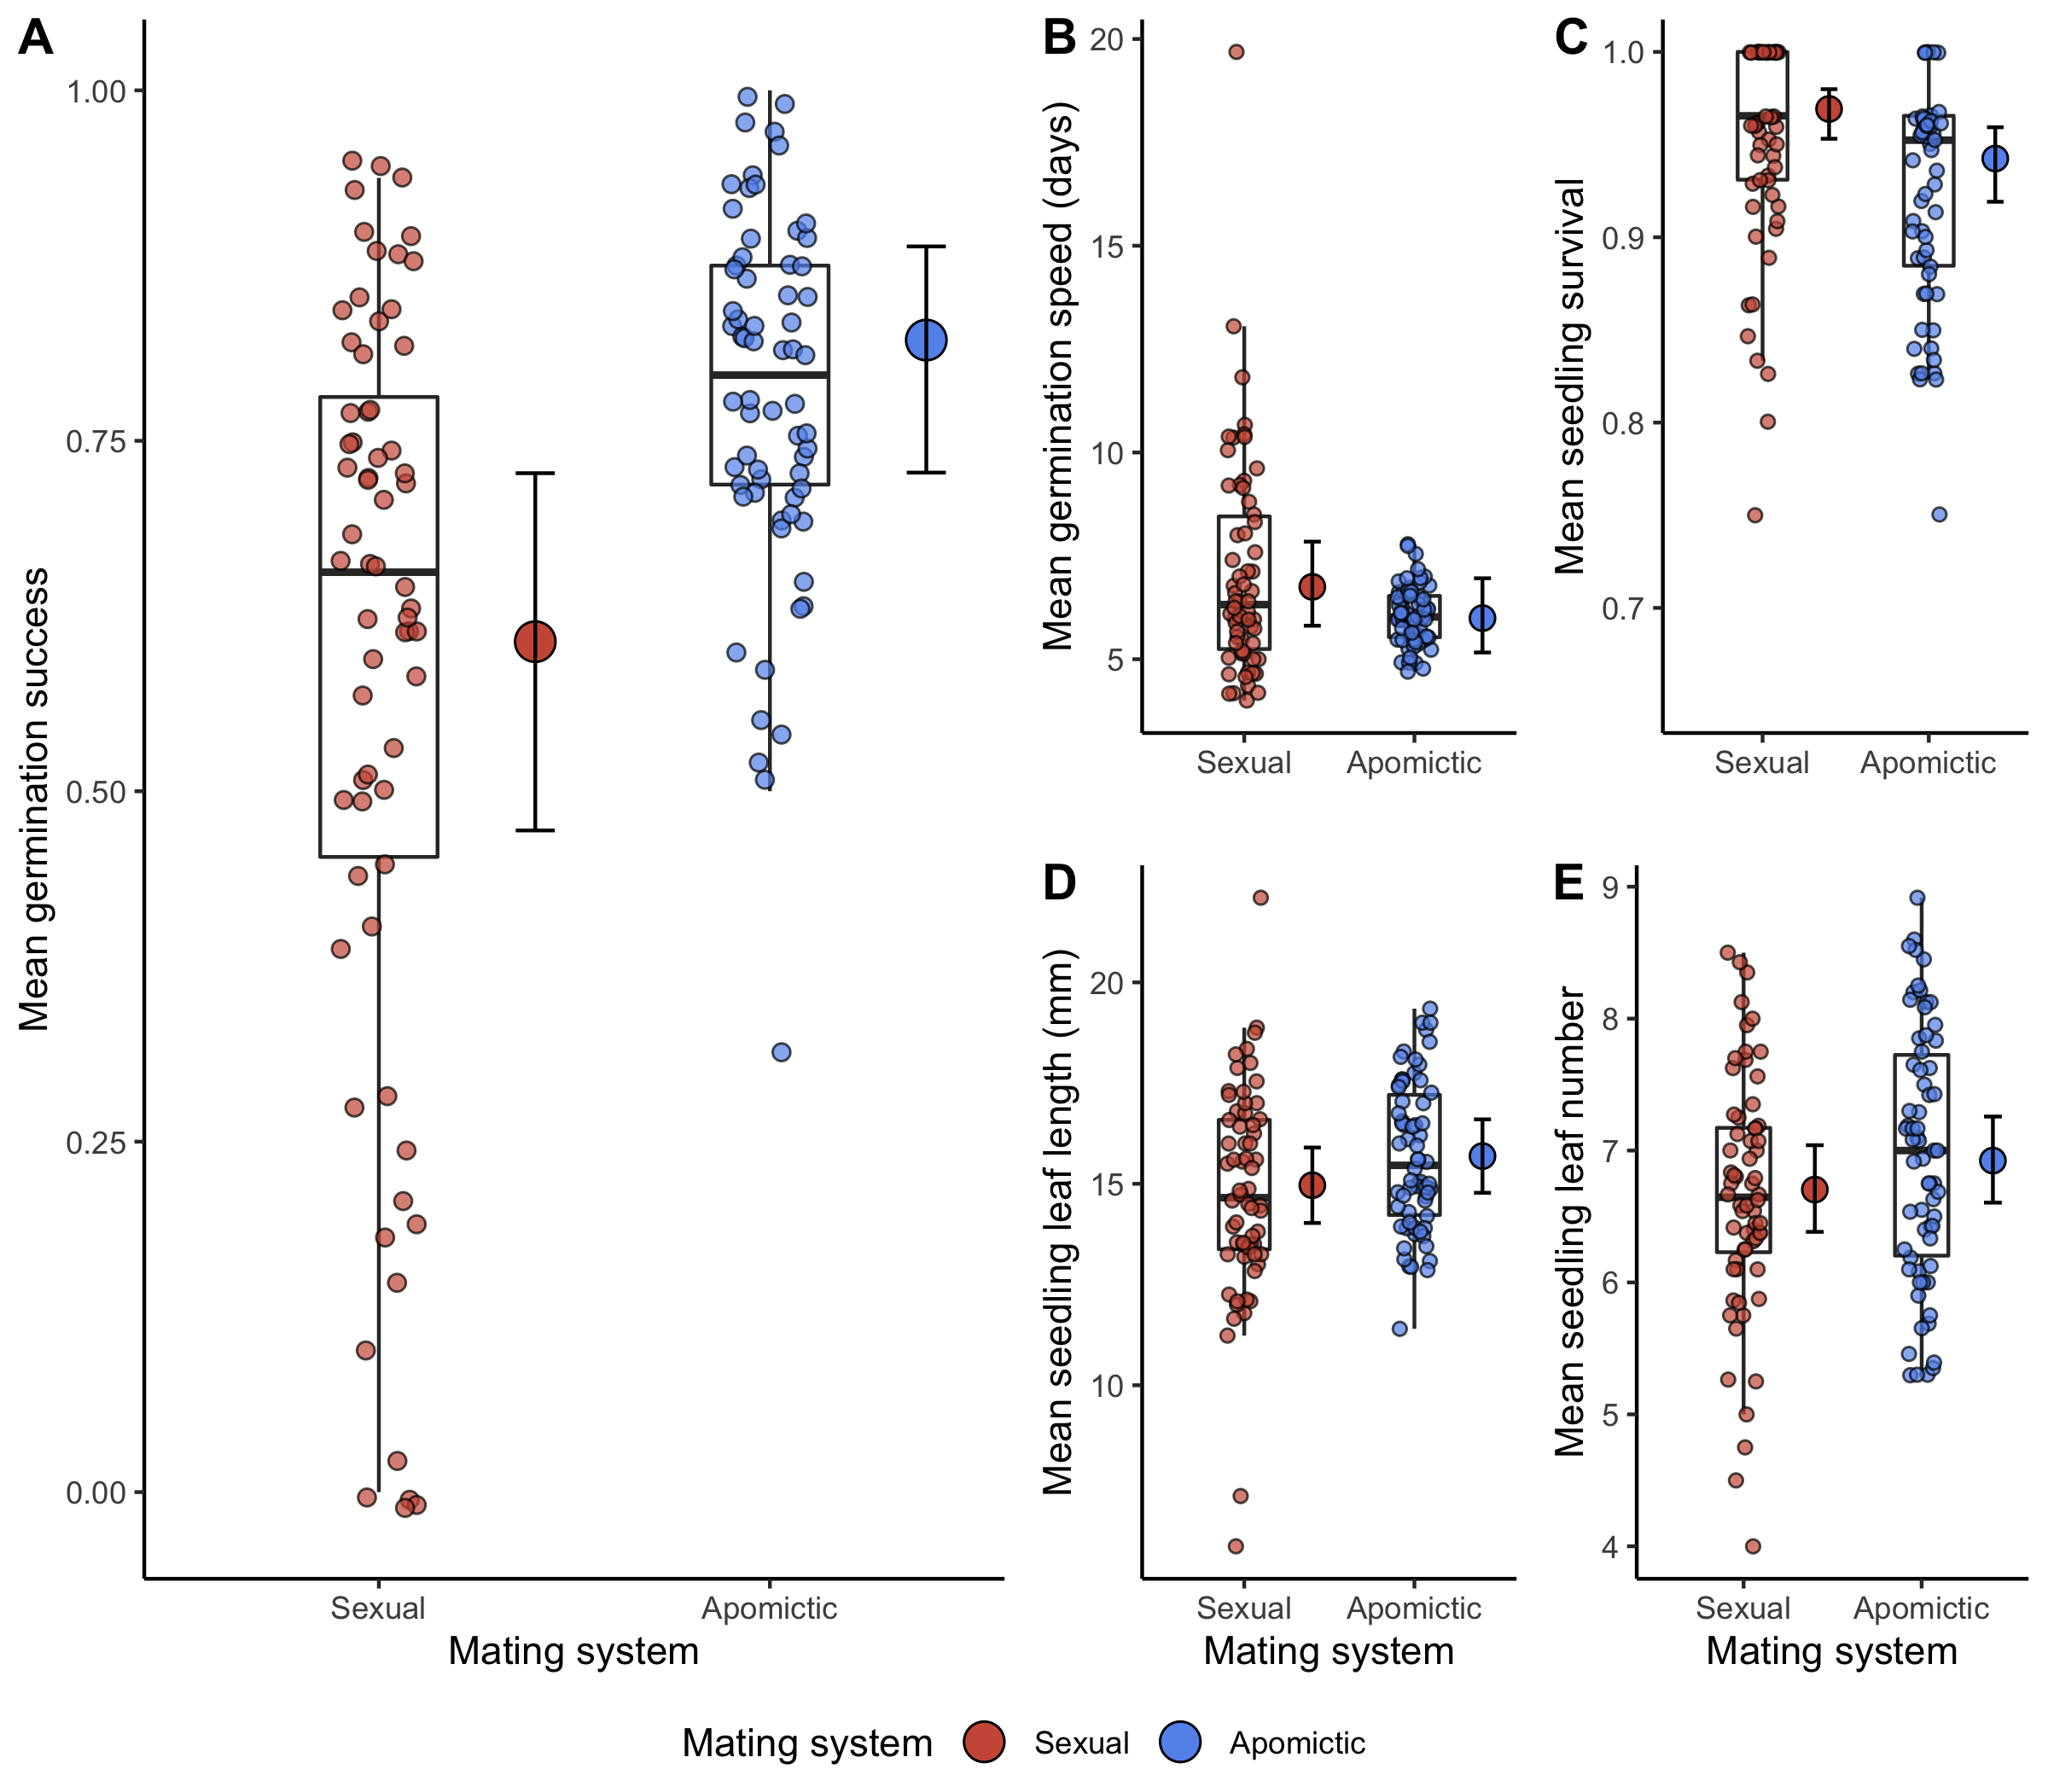 A
Mean germination success
1.00
0.75
0.50
0.25
0.00
Sexual Apomictic
Mating system
B
Mean germination speed (days)
20
15
10
5
Sexual Apomictic
C
Mean seedling survival
1.0
0.9
0.8
0.7
Sexual Apomictic
D
Mean seedling leaf length (mm)
20
15
10
Sexual Apomictic
Mating system
E
Mean seedling leaf number
9
8
7
6
5
4
Sexual Apomictic
Mating system
Mating system Sexual Apomictic